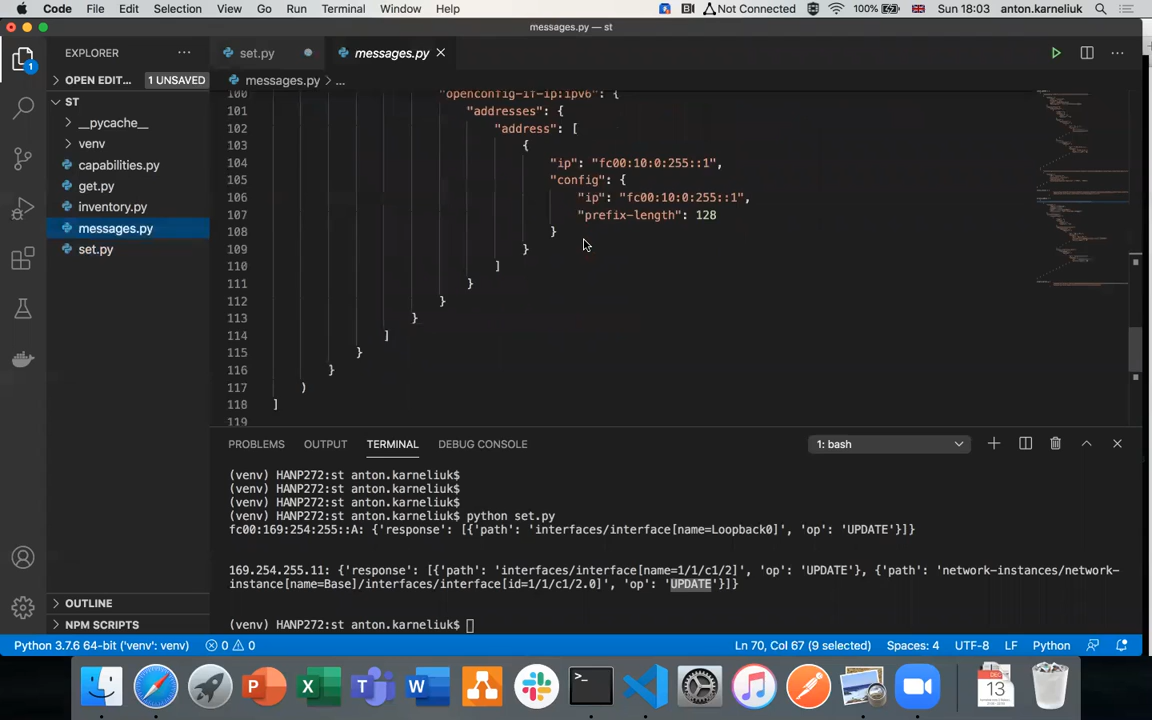 Code File Edit Selection View Go Run Terminal Window Help Not Connected 100% Sun 18:03 anton.karneliuk
messages.py — st
EXPLORER ··· set.py messages.py ×
OPEN EDIT... 1 UNSAVED messages.py > ...
ST
__pycache__
venv
capabilities.py
get.py
inventory.py
messages.py
set.py
OUTLINE
NPM SCRIPTS
100 "openconfig-if-ip:ipv6": {
101 "addresses": {
102 "address": [
103 {
104 "ip": "fc00:10:0:255::1",
105 "config": {
106 "ip": "fc00:10:0:255::1",
107 "prefix-length": 128
108 }
109 }
110 ]
111 }
112 }
113 }
114 ]
115 }
116 }
117 )
118 ]
119
PROBLEMS OUTPUT TERMINAL DEBUG CONSOLE 1: bash
(venv) HANP272:st anton.karneliuk$
(venv) HANP272:st anton.karneliuk$
(venv) HANP272:st anton.karneliuk$
(venv) HANP272:st anton.karneliuk$ python set.py
fc00:169:254:255::A: {'response': [{'path': 'interfaces/interface[name=Loopback0]', 'op': 'UPDATE'}]}
169.254.255.11: {'response': [{'path': 'interfaces/interface[name=1/1/c1/2]', 'op': 'UPDATE'}, {'path': 'network-instances/network-
instance[name=Base]/interfaces/interface[id=1/1/c1/2.0]', 'op': 'UPDATE'}]}
(venv) HANP272:st anton.karneliuk$
Python 3.7.6 64-bit ('venv': venv) 0 0 Ln 70, Col 67 (9 selected) Spaces: 4 UTF-8 LF Python
DEC
13